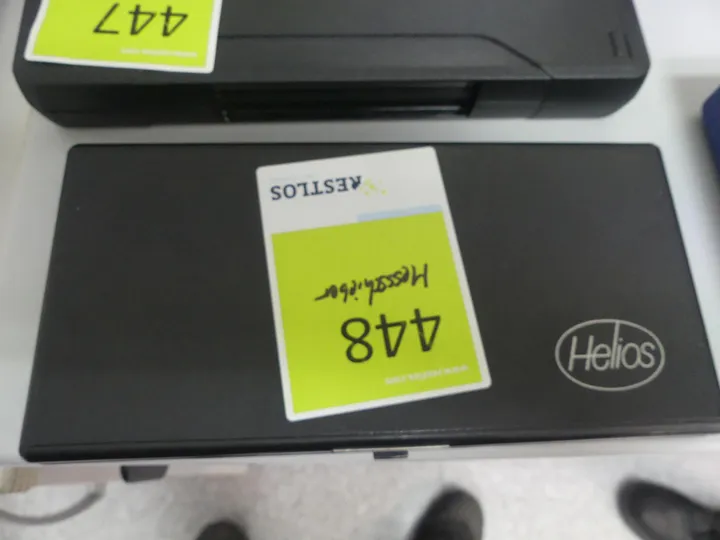 447
RESTLOS
448
Messschieber
Helios